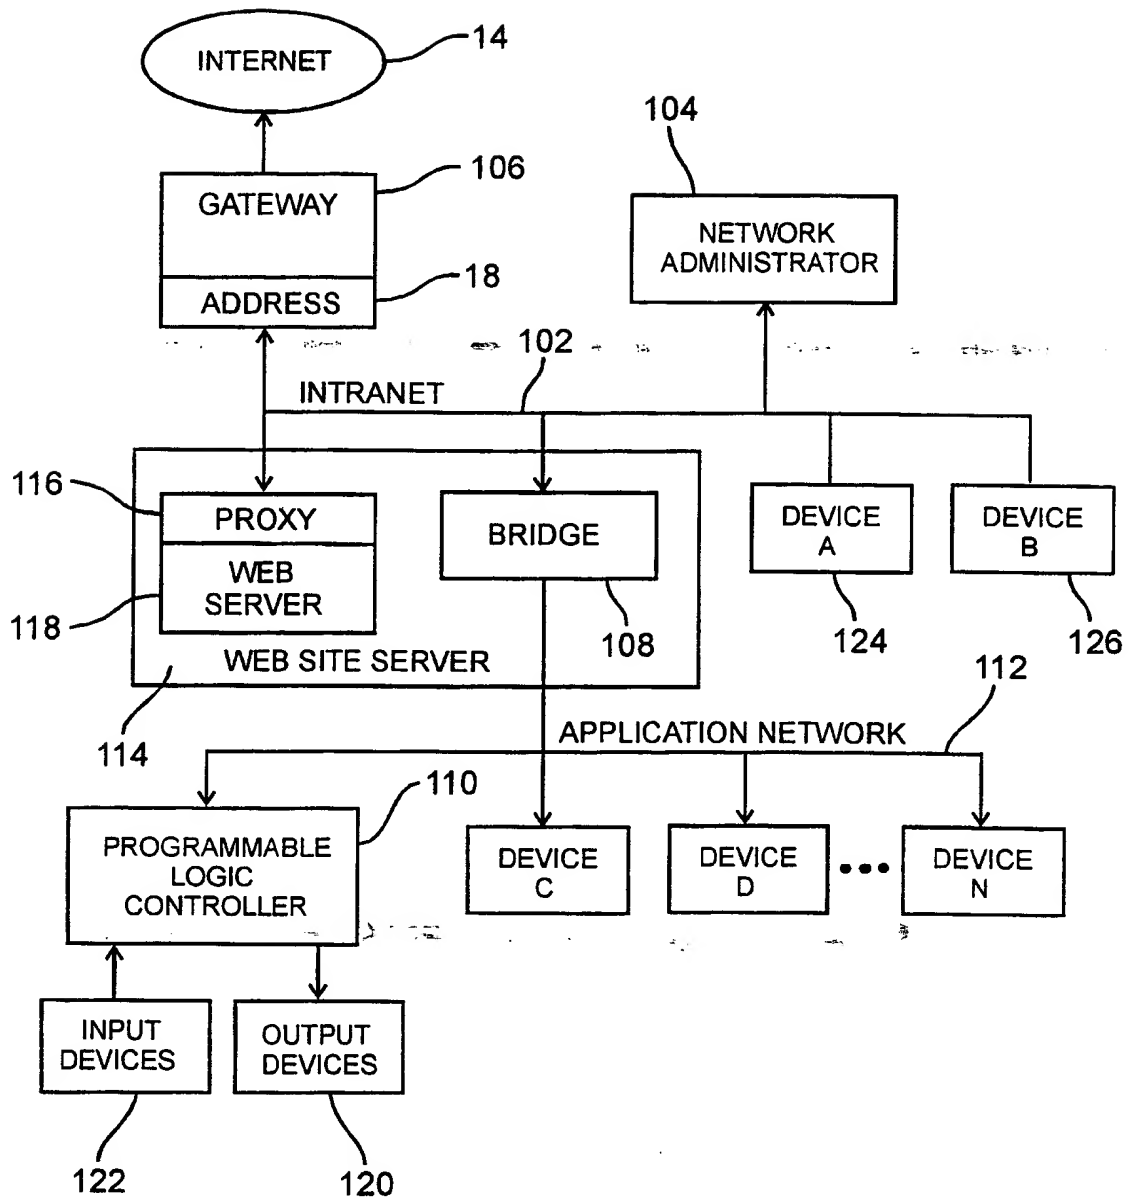 INTERNET
14
106
GATEWAY
18
ADDRESS
104
NETWORK
ADMINISTRATOR
102
INTRANET
116
PROXY
WEB
SERVER
118
BRIDGE
108
WEB SITE SERVER
114
DEVICE
A
124
DEVICE
B
126
112
APPLICATION NETWORK
110
PROGRAMMABLE
LOGIC
CONTROLLER
DEVICE
C
DEVICE
D
DEVICE
N
INPUT
DEVICES
122
OUTPUT
DEVICES
120